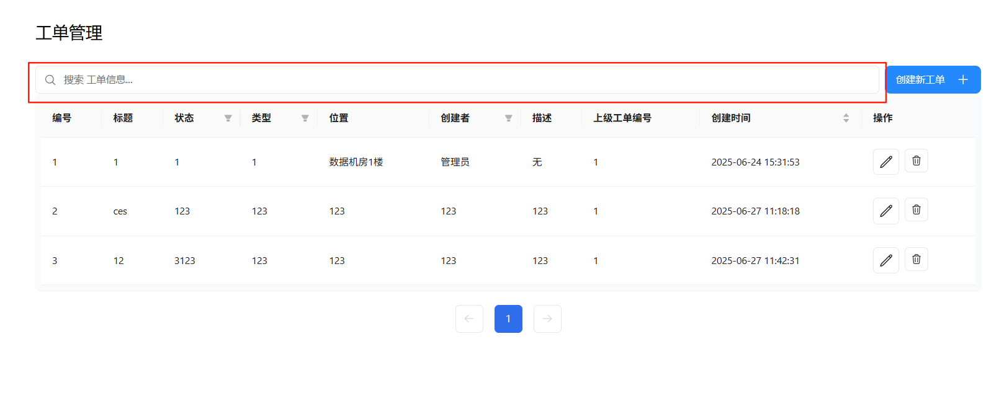 工单管理
搜索 工单信息...
创建新工单
编号 标题 状态 类型 位置 创建者 描述 上级工单编号 创建时间 操作
1 1 1 1 数据机房1楼 管理员 无 1 2025-06-24 15:31:53
2 ces 123 123 123 123 123 1 2025-06-27 11:18:18
3 12 3123 123 123 123 123 1 2025-06-27 11:42:31
1